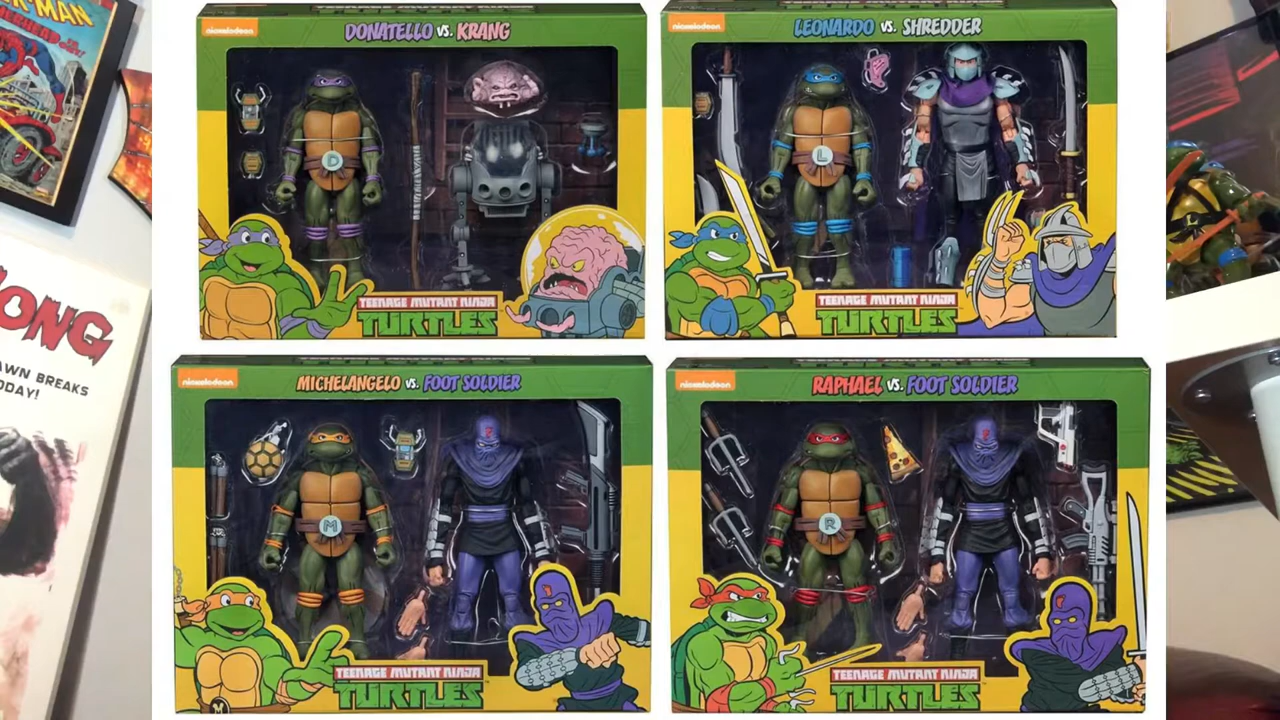 KER-MAN
nickelodeon
DONATELLO VS. KRANG
D
TEENAGE MUTANT NINJA
TURTLES
nickelodeon
LEONARDO VS. SHREDDER
L
TEENAGE MUTANT NINJA
TURTLES
ONG
AWN BREAKS
ODAY!
nickelodeon
MICHELANGELO VS. FOOT SOLDIER
M
M
TEENAGE MUTANT NINJA
TURTLES
nickelodeon
RAPHAEL VS. FOOT SOLDIER
R
TEENAGE MUTANT NINJA
TURTLES